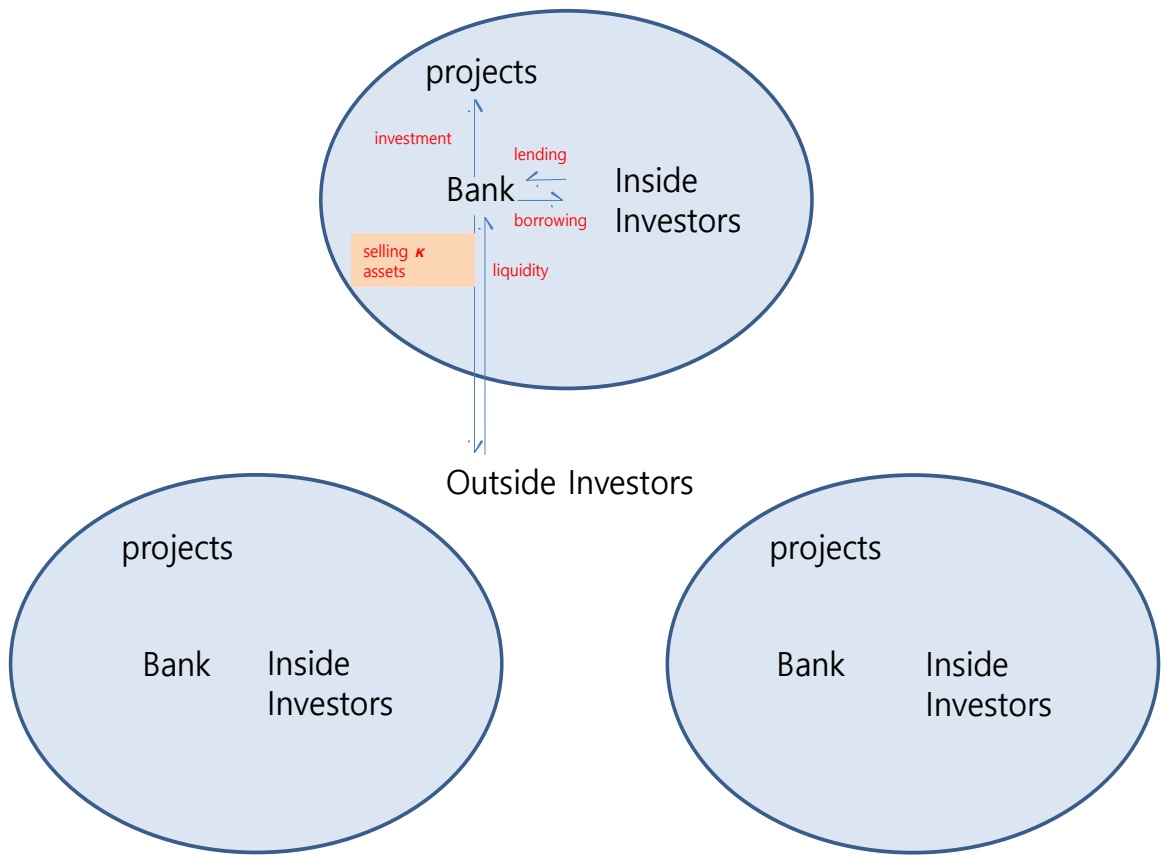 projects
investment
lending
Bank
Inside
Investors
borrowing
selling κ
assets
liquidity
Outside Investors
projects
Bank
Inside
Investors
projects
Bank
Inside
Investors